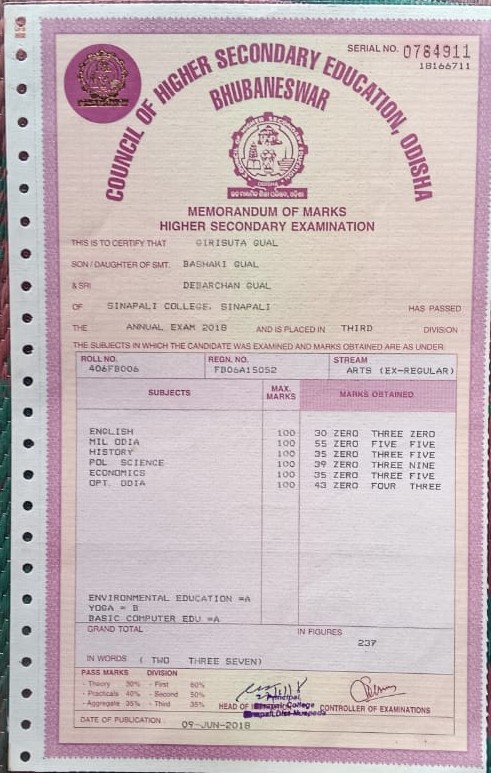 SERIAL NO. 0784911
18166711
COUNCIL OF HIGHER SECONDARY EDUCATION, ODISHA
BHUBANESWAR
MEMORANDUM OF MARKS
HIGHER SECONDARY EXAMINATION
THIS IS TO CERTIFY THAT GIRISUTA GUAL
SON / DAUGHTER OF SMT. BASHAKI GUAL
& SRI DEBARCHAN GUAL
OF SINAPALI COLLEGE, SINAPALI HAS PASSED
THE ANNUAL EXAM 2018 AND IS PLACED IN THIRD DIVISION
THE SUBJECTS IN WHICH THE CANDIDATE WAS EXAMINED AND MARKS OBTAINED ARE AS UNDER:
ROLL NO. REGN. NO. STREAM
406FB006 FB06A15052 ARTS (EX-REGULAR)
SUBJECTS MAX. MARKS MARKS OBTAINED
ENGLISH 100 30 ZERO THREE ZERO
MIL ODIA 100 55 ZERO FIVE FIVE
HISTORY 100 35 ZERO THREE FIVE
POL SCIENCE 100 39 ZERO THREE NINE
ECONOMICS 100 35 ZERO THREE FIVE
OPT. ODIA 100 43 ZERO FOUR THREE
ENVIRONMENTAL EDUCATION =A
YOGA = B
BASIC COMPUTER EDU =A
GRAND TOTAL IN FIGURES
237
IN WORDS ( TWO THREE SEVEN)
PASS MARKS DIVISION
- Theory 30% - First 60%
- Practicals 40% - Second 50%
- Aggregate 35% - Third 35%
Principal,
HEAD OF CONTROLLER OF EXAMINATIONS
DATE OF PUBLICATION : 09-JUN-2018